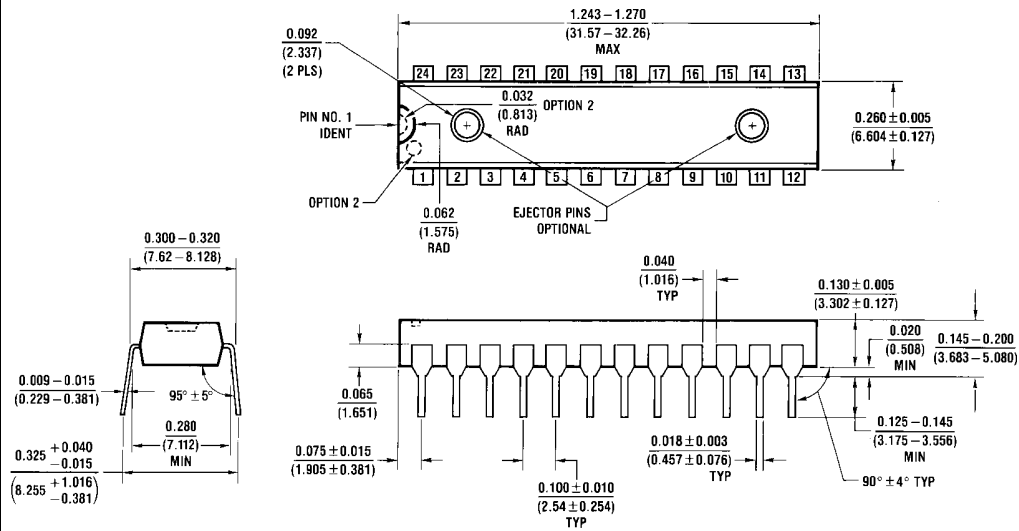 1.243 – 1.270
(31.57 – 32.26)
MAX
0.092
(2.337)
(2 PLS)
24 23 22 21 20 19 18 17 16 15 14 13
0.032
(0.813)
RAD
OPTION 2
PIN NO. 1
IDENT
0.260 ± 0.005
(6.604 ± 0.127)
1 2 3 4 5 6 7 8 9 10 11 12
OPTION 2
0.062
(1.575)
RAD
EJECTOR PINS
OPTIONAL
0.300 – 0.320
(7.62 – 8.128)
0.040
(1.016)
TYP
0.130 ± 0.005
(3.302 ± 0.127)
0.020
(0.508)
MIN
0.145 – 0.200
(3.683 – 5.080)
0.009 – 0.015
(0.229 – 0.381)
95° ± 5°
0.280
(7.112)
MIN
0.325 +0.040
−0.015
(8.255 +1.016
−0.381)
0.065
(1.651)
0.075 ± 0.015
(1.905 ± 0.381)
0.100 ± 0.010
(2.54 ± 0.254)
TYP
0.018 ± 0.003
(0.457 ± 0.076)
TYP
0.125 – 0.145
(3.175 – 3.556)
MIN
90° ± 4° TYP